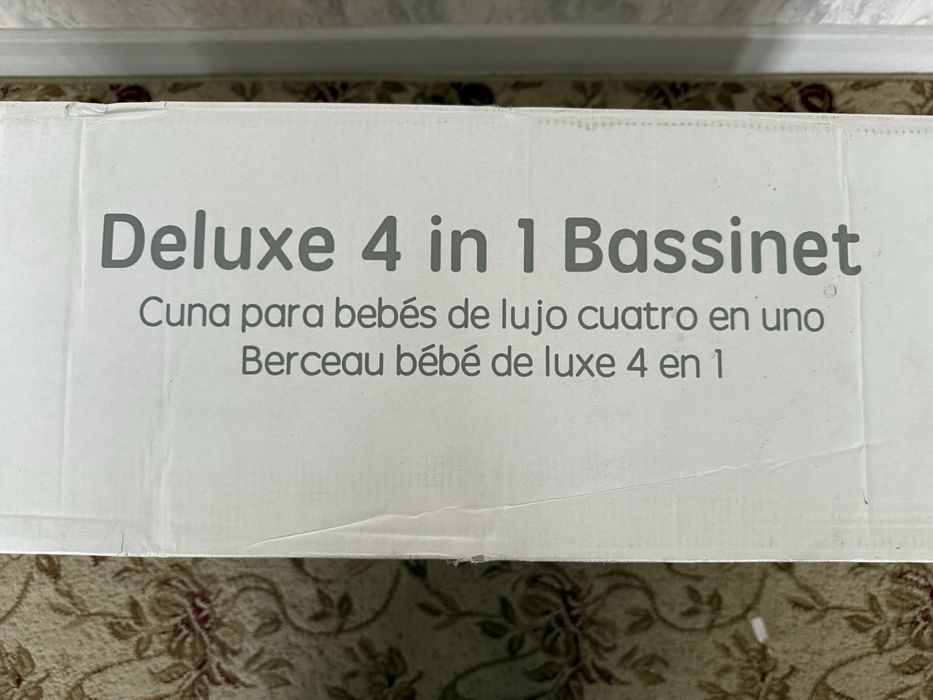 Deluxe 4 in 1 Bassinet
Cuna para bebés de lujo cuatro en uno
Berceau bébé de luxe 4 en 1